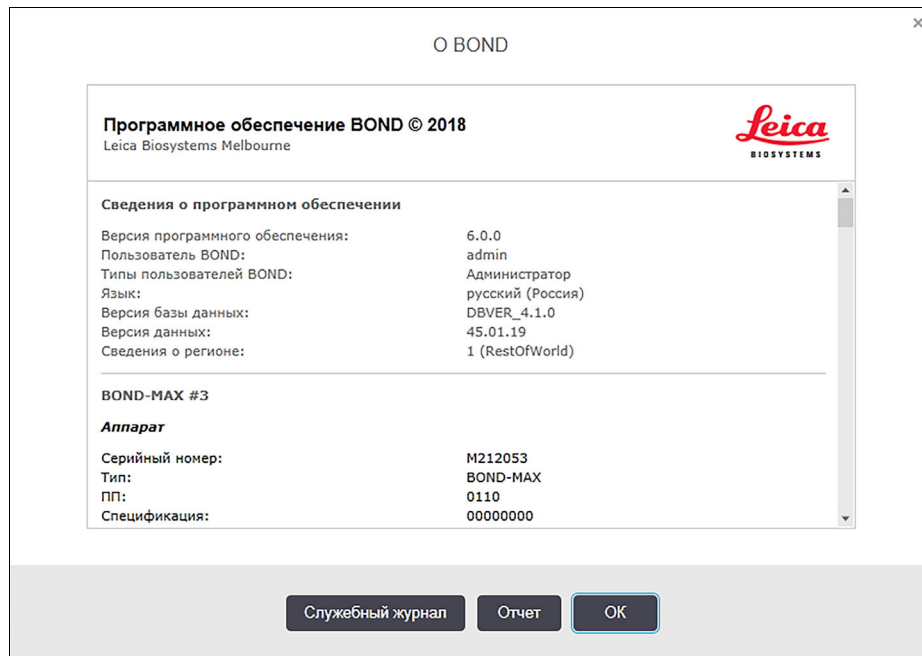 О BOND
Программное обеспечение BOND © 2018
Leica Biosystems Melbourne
Leica
BIOSYSTEMS
Сведения о программном обеспечении
Версия программного обеспечения: 6.0.0
Пользователь BOND: admin
Типы пользователей BOND: Администратор
Язык: русский (Россия)
Версия базы данных: DBVER_4.1.0
Версия данных: 45.01.19
Сведения о регионе: 1 (RestOfWorld)
BOND-MAX #3
Аппарат
Серийный номер: M212053
Тип: BOND-MAX
ПП: 0110
Спецификация: 00000000
Служебный журнал
Отчет
ОК